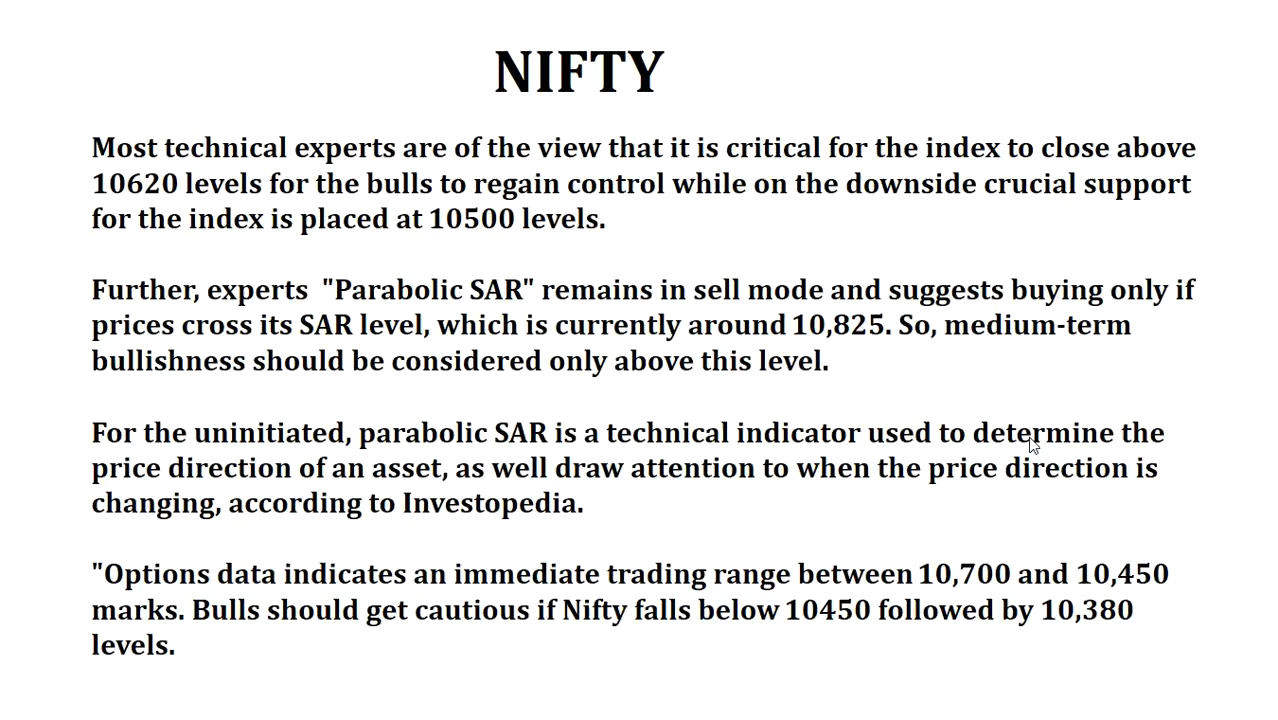 NIFTY
Most technical experts are of the view that it is critical for the index to close above
10620 levels for the bulls to regain control while on the downside crucial support
for the index is placed at 10500 levels.
Further, experts  "Parabolic SAR" remains in sell mode and suggests buying only if
prices cross its SAR level, which is currently around 10,825. So, medium-term
bullishness should be considered only above this level.
For the uninitiated, parabolic SAR is a technical indicator used to determine the
price direction of an asset, as well draw attention to when the price direction is
changing, according to Investopedia.
"Options data indicates an immediate trading range between 10,700 and 10,450
marks. Bulls should get cautious if Nifty falls below 10450 followed by 10,380
levels.